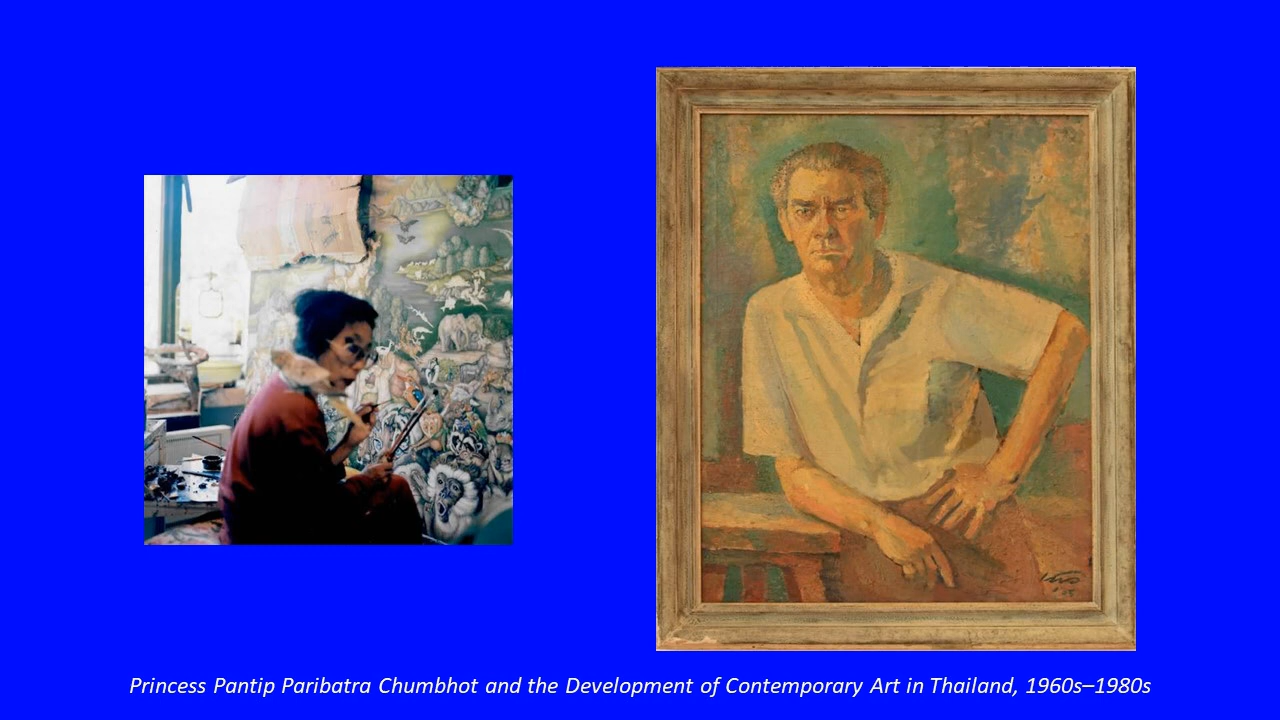 Princess Pantip Paribatra Chumbhot and the Development of Contemporary Art in Thailand, 1960s–1980s